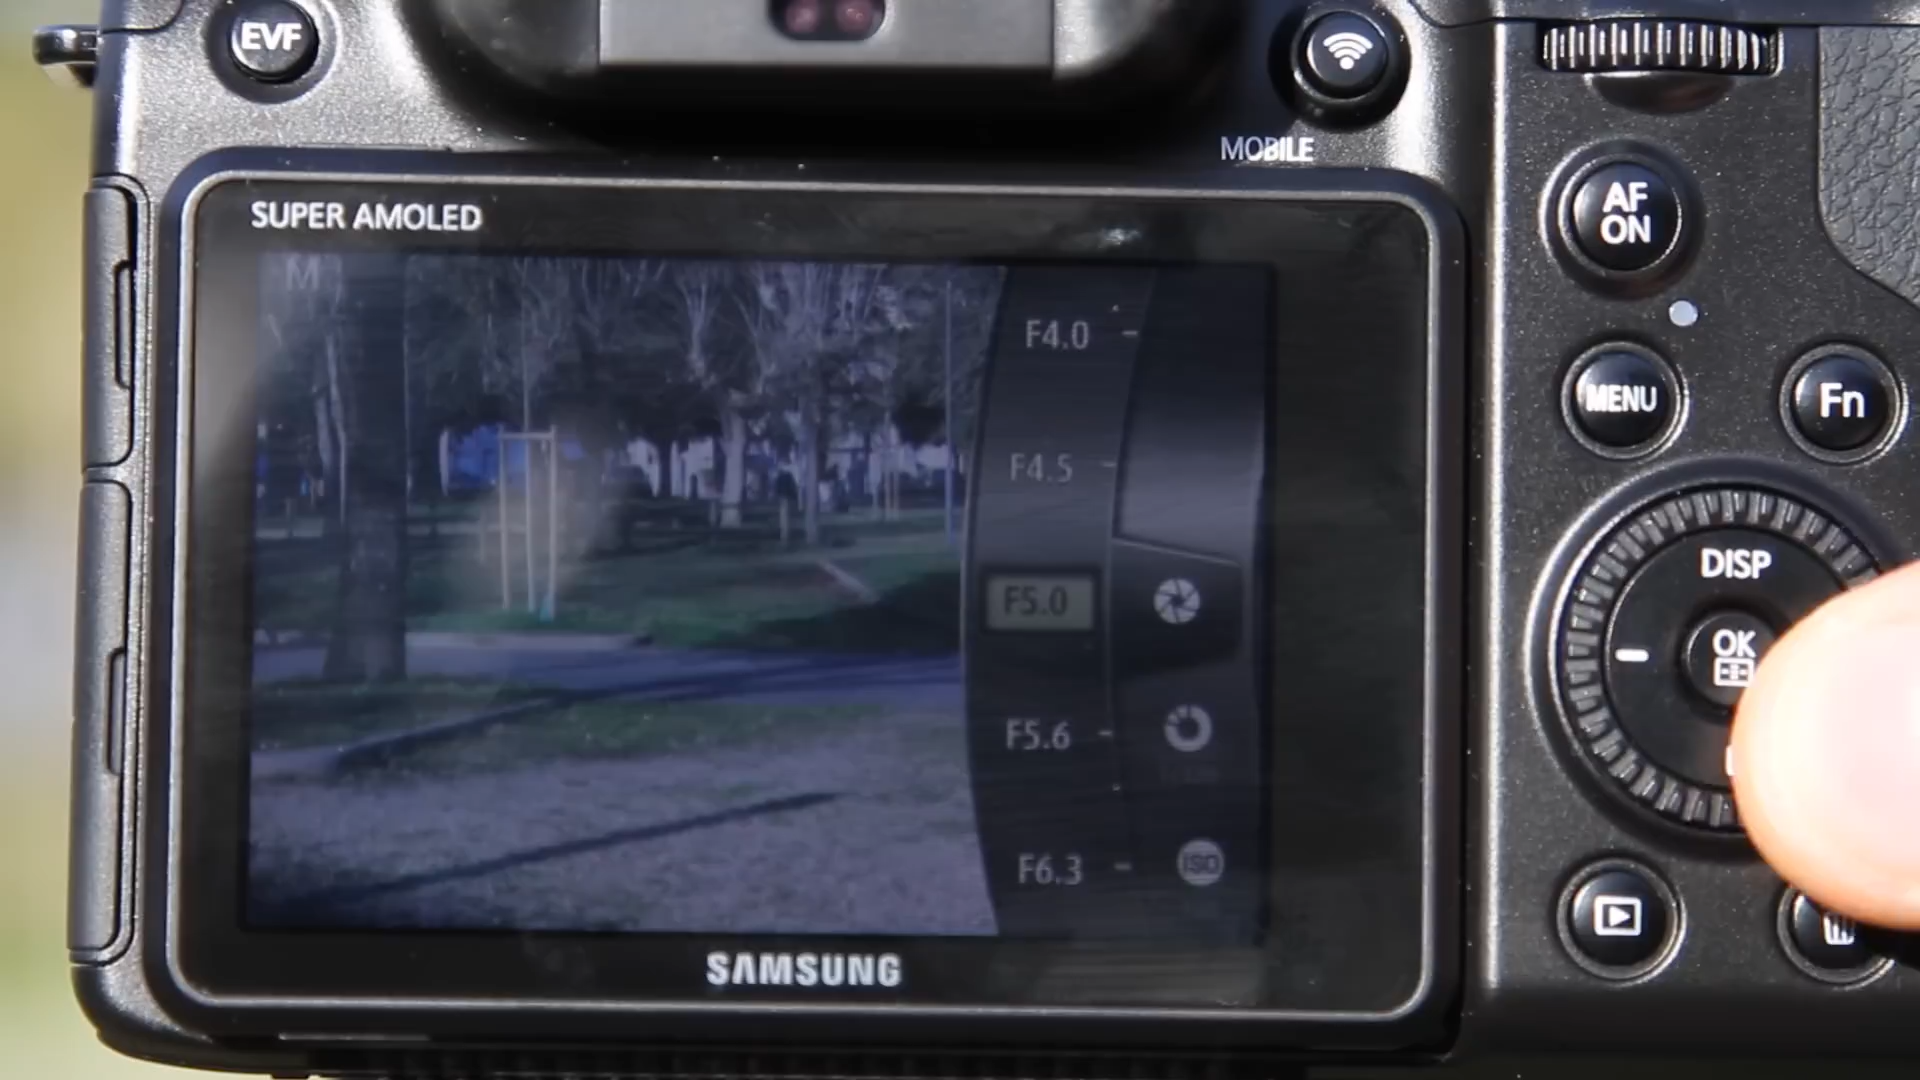 EVF
MOBILE
SUPER AMOLED
AF
ON
M
F4.0
F4.5
MENU
Fn
DISP
F5.0
OK
F5.6
F6.3
ISO
SAMSUNG